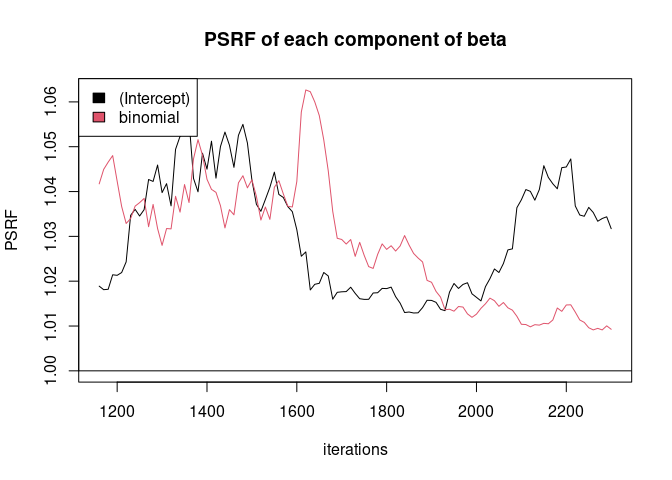 PSRF of each component of beta
(Intercept)
binomial
PSRF
1.06
1.05
1.04
1.03
1.02
1.01
1.00
1200 1400 1600 1800 2000 2200
iterations